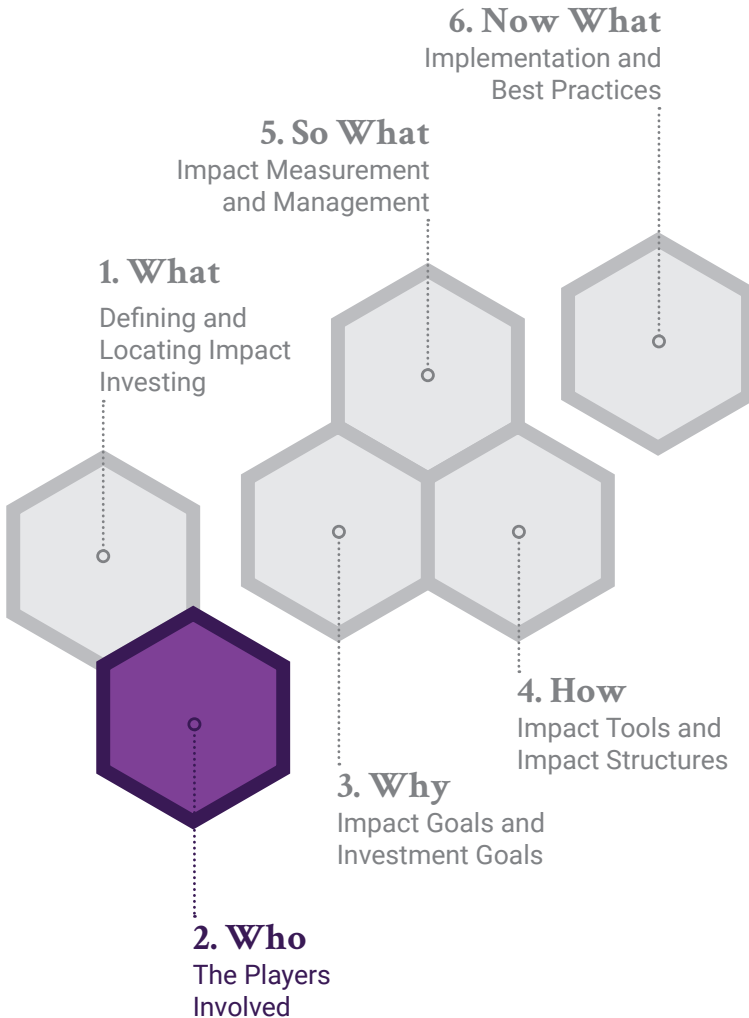 6. Now What
Implementation and
Best Practices
5. So What
Impact Measurement
and Management
1. What
Defining and
Locating Impact
Investing
4. How
Impact Tools and
Impact Structures
3. Why
Impact Goals and
Investment Goals
2. Who
The Players
Involved